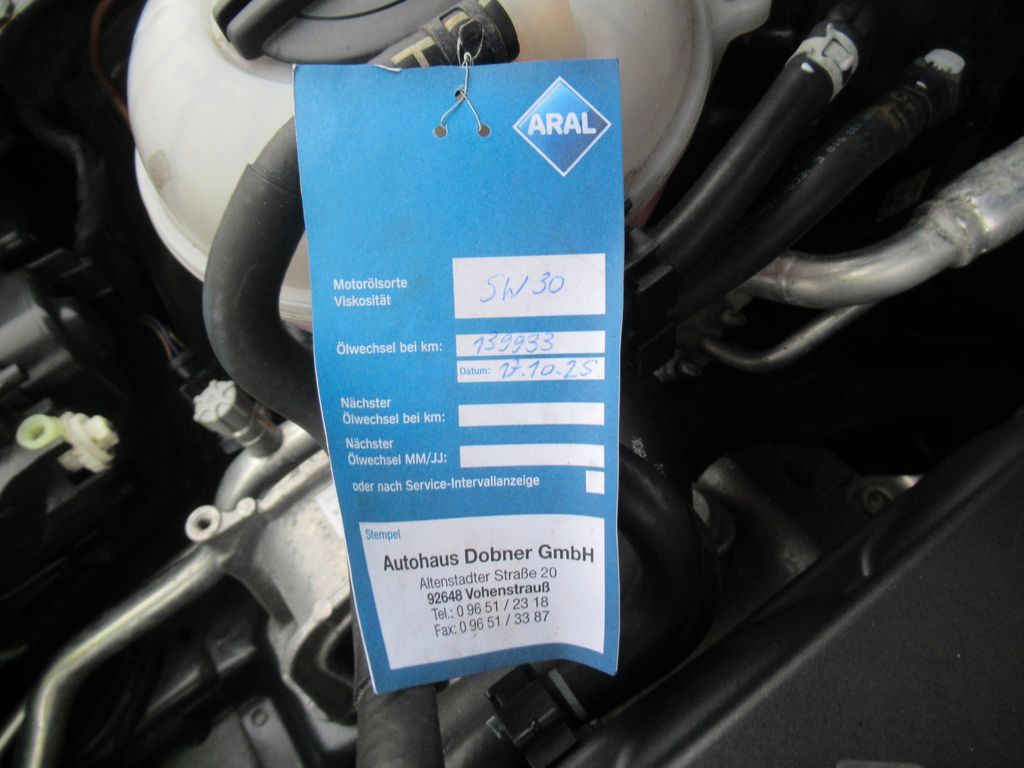 ARAL
Motorölsorte
Viskosität
5W30
Ölwechsel bei km: 139933
Datum: 17.10.25.
Nächster
Ölwechsel bei km:
Nächster
Ölwechsel MM/JJ:
oder nach Service-Intervallanzeige
Stempel
Autohaus Dobner GmbH
Altenstadter Straße 20
92648 Vohenstrauß
Tel.: 0 96 51 / 23 18
Fax: 0 96 51 / 33 87